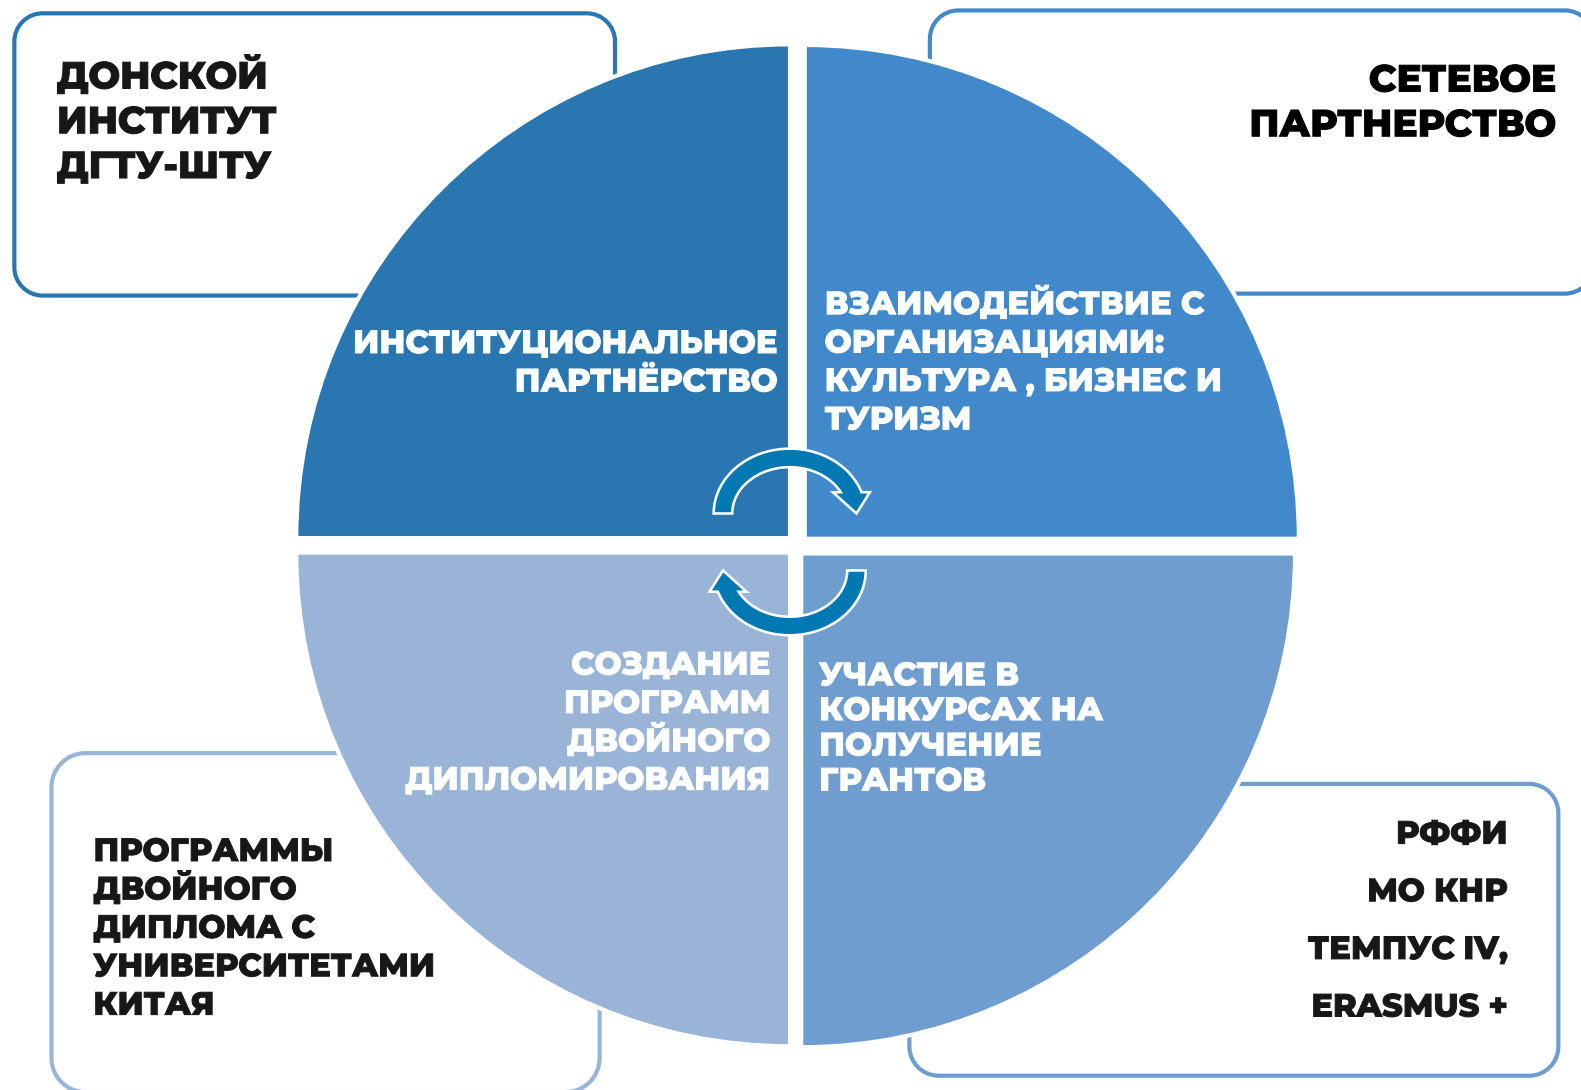 ДОНСКОЙ
ИНСТИТУТ
ДГТУ-ШТУ
СЕТЕВОЕ
ПАРТНЕРСТВО
ИНСТИТУЦИОНАЛЬНОЕ
ПАРТНЁРСТВО
ВЗАИМОДЕЙСТВИЕ С
ОРГАНИЗАЦИЯМИ:
КУЛЬТУРА , БИЗНЕС И
ТУРИЗМ
СОЗДАНИЕ
ПРОГРАММ
ДВОЙНОГО
ДИПЛОМИРОВАНИЯ
УЧАСТИЕ В
КОНКУРСАХ НА
ПОЛУЧЕНИЕ
ГРАНТОВ
ПРОГРАММЫ
ДВОЙНОГО
ДИПЛОМА С
УНИВЕРСИТЕТАМИ
КИТАЯ
РФФИ
МО КНР
ТЕМПУС IV,
ERASMUS +